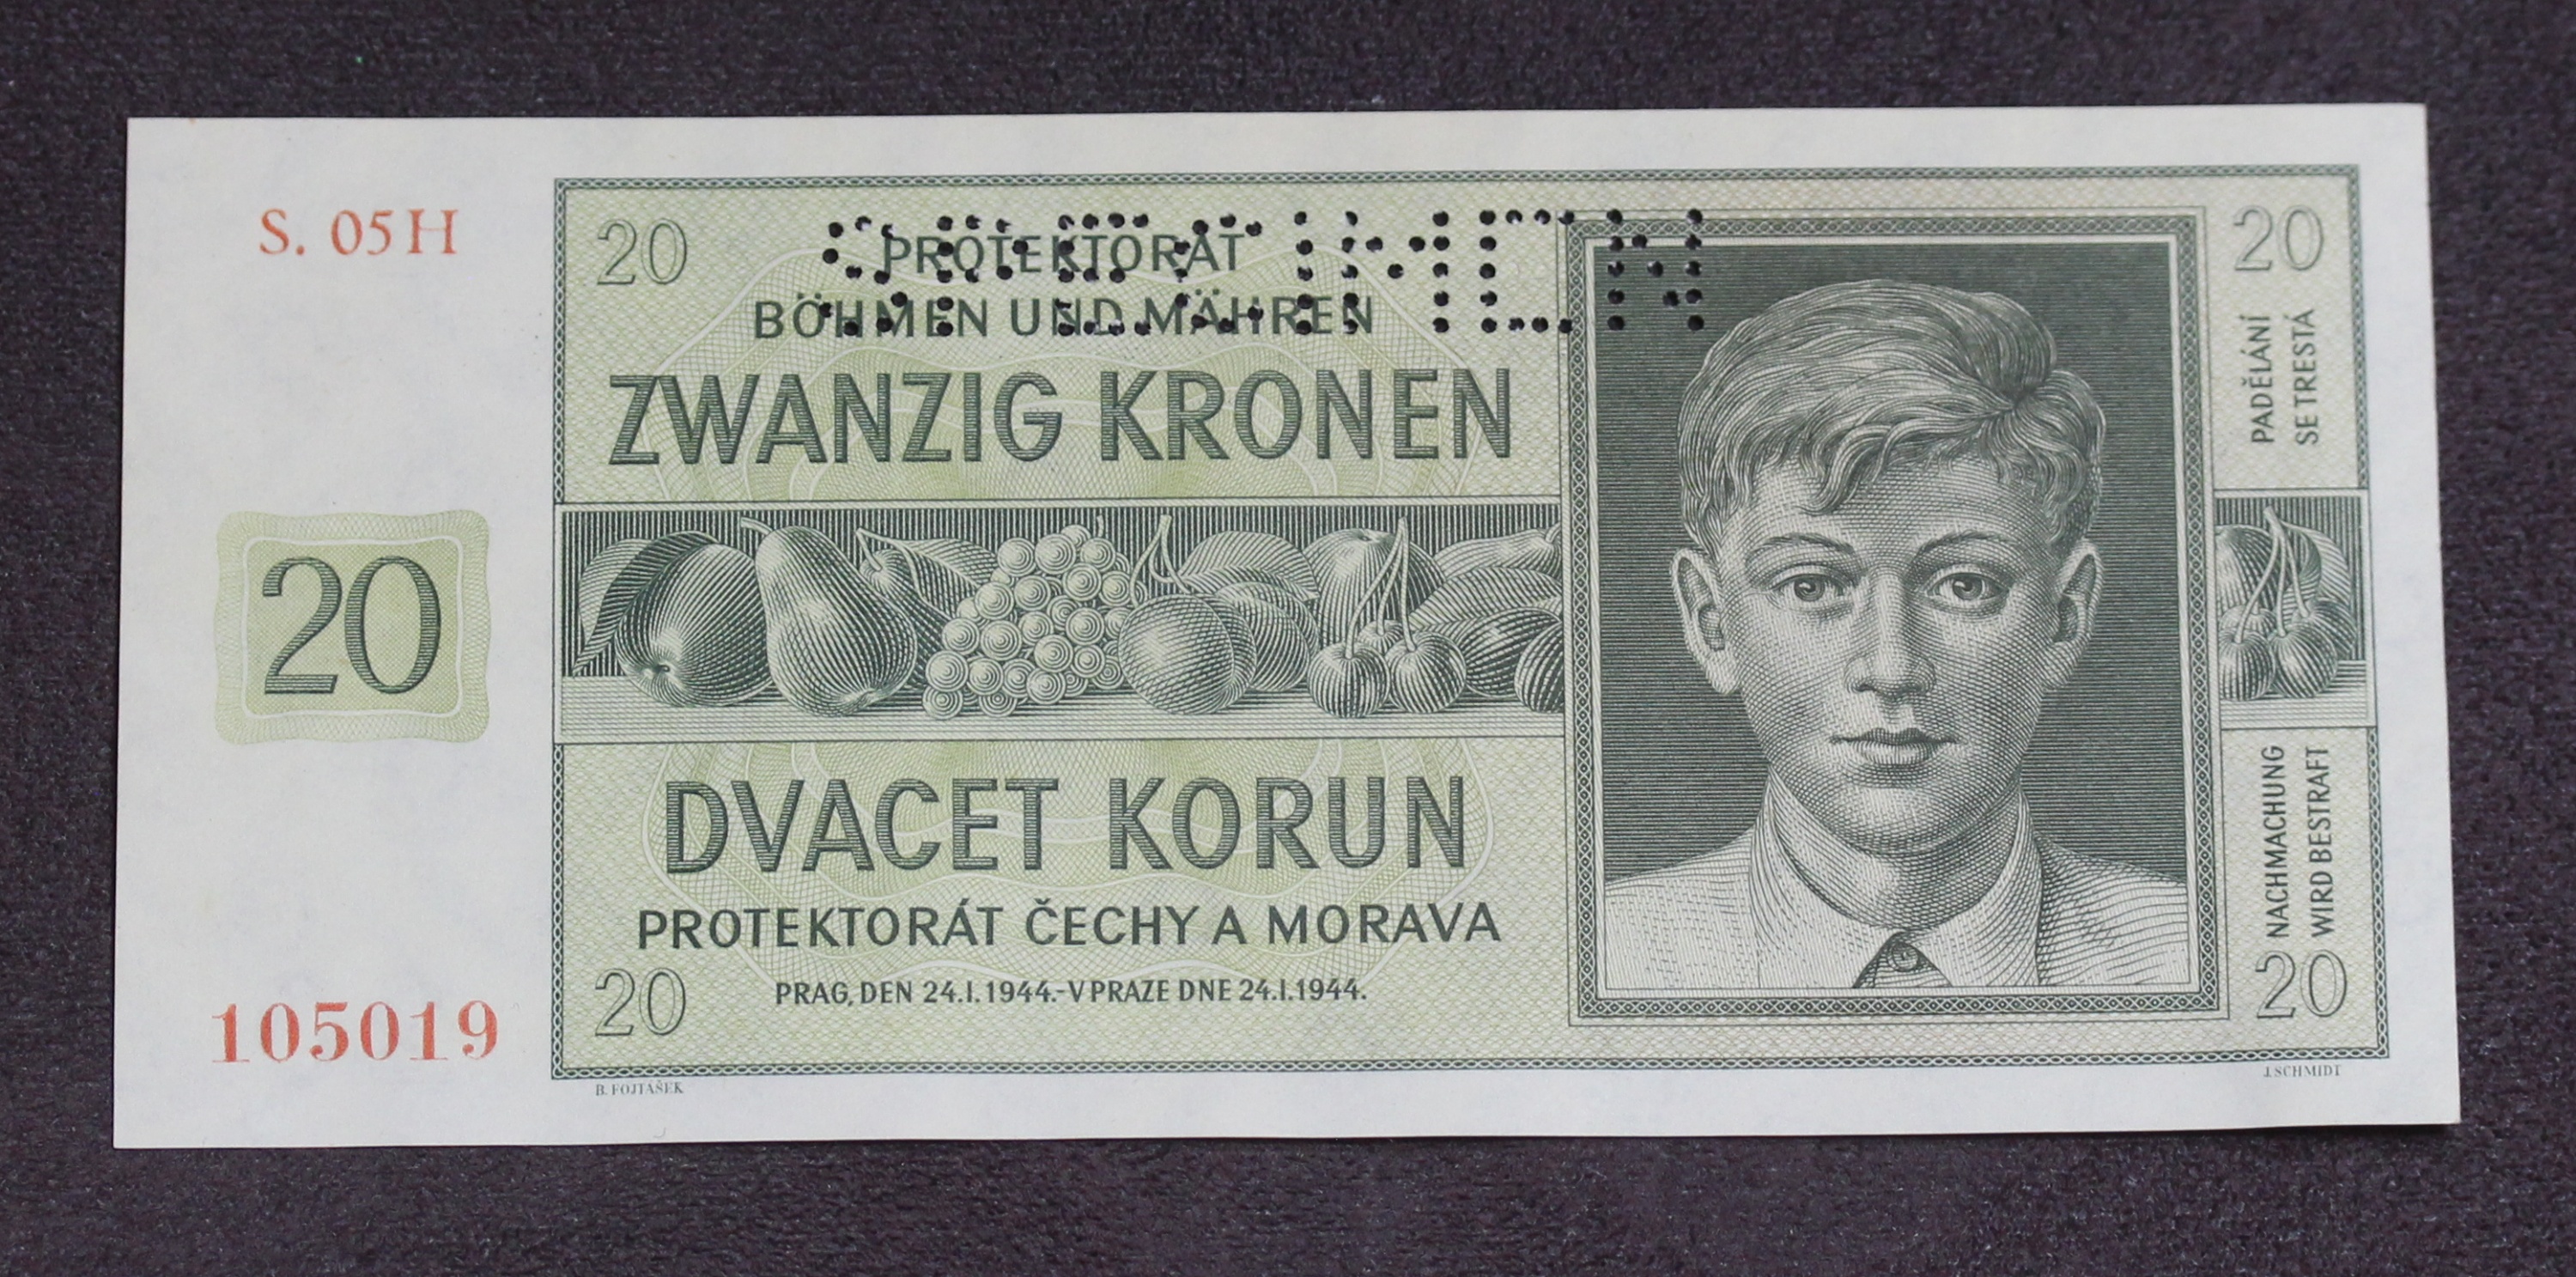 S. 05H
SPECIMEN
20
PROTEKTORAT
BÖHMEN UND MÄHREN
ZWANZIG KRONEN
20
PADĚLÁNÍ
SE TRESTÁ
20
DVACET KORUN
PROTEKTORÁT ČECHY A MORAVA
20
PRAG, DEN 24.I.1944.-V PRAZE DNE 24.I.1944.
NACHMACHUNG
WIRD BESTRAFT
20
105019
B. FOJTÁŠEK
J. SCHMIDT